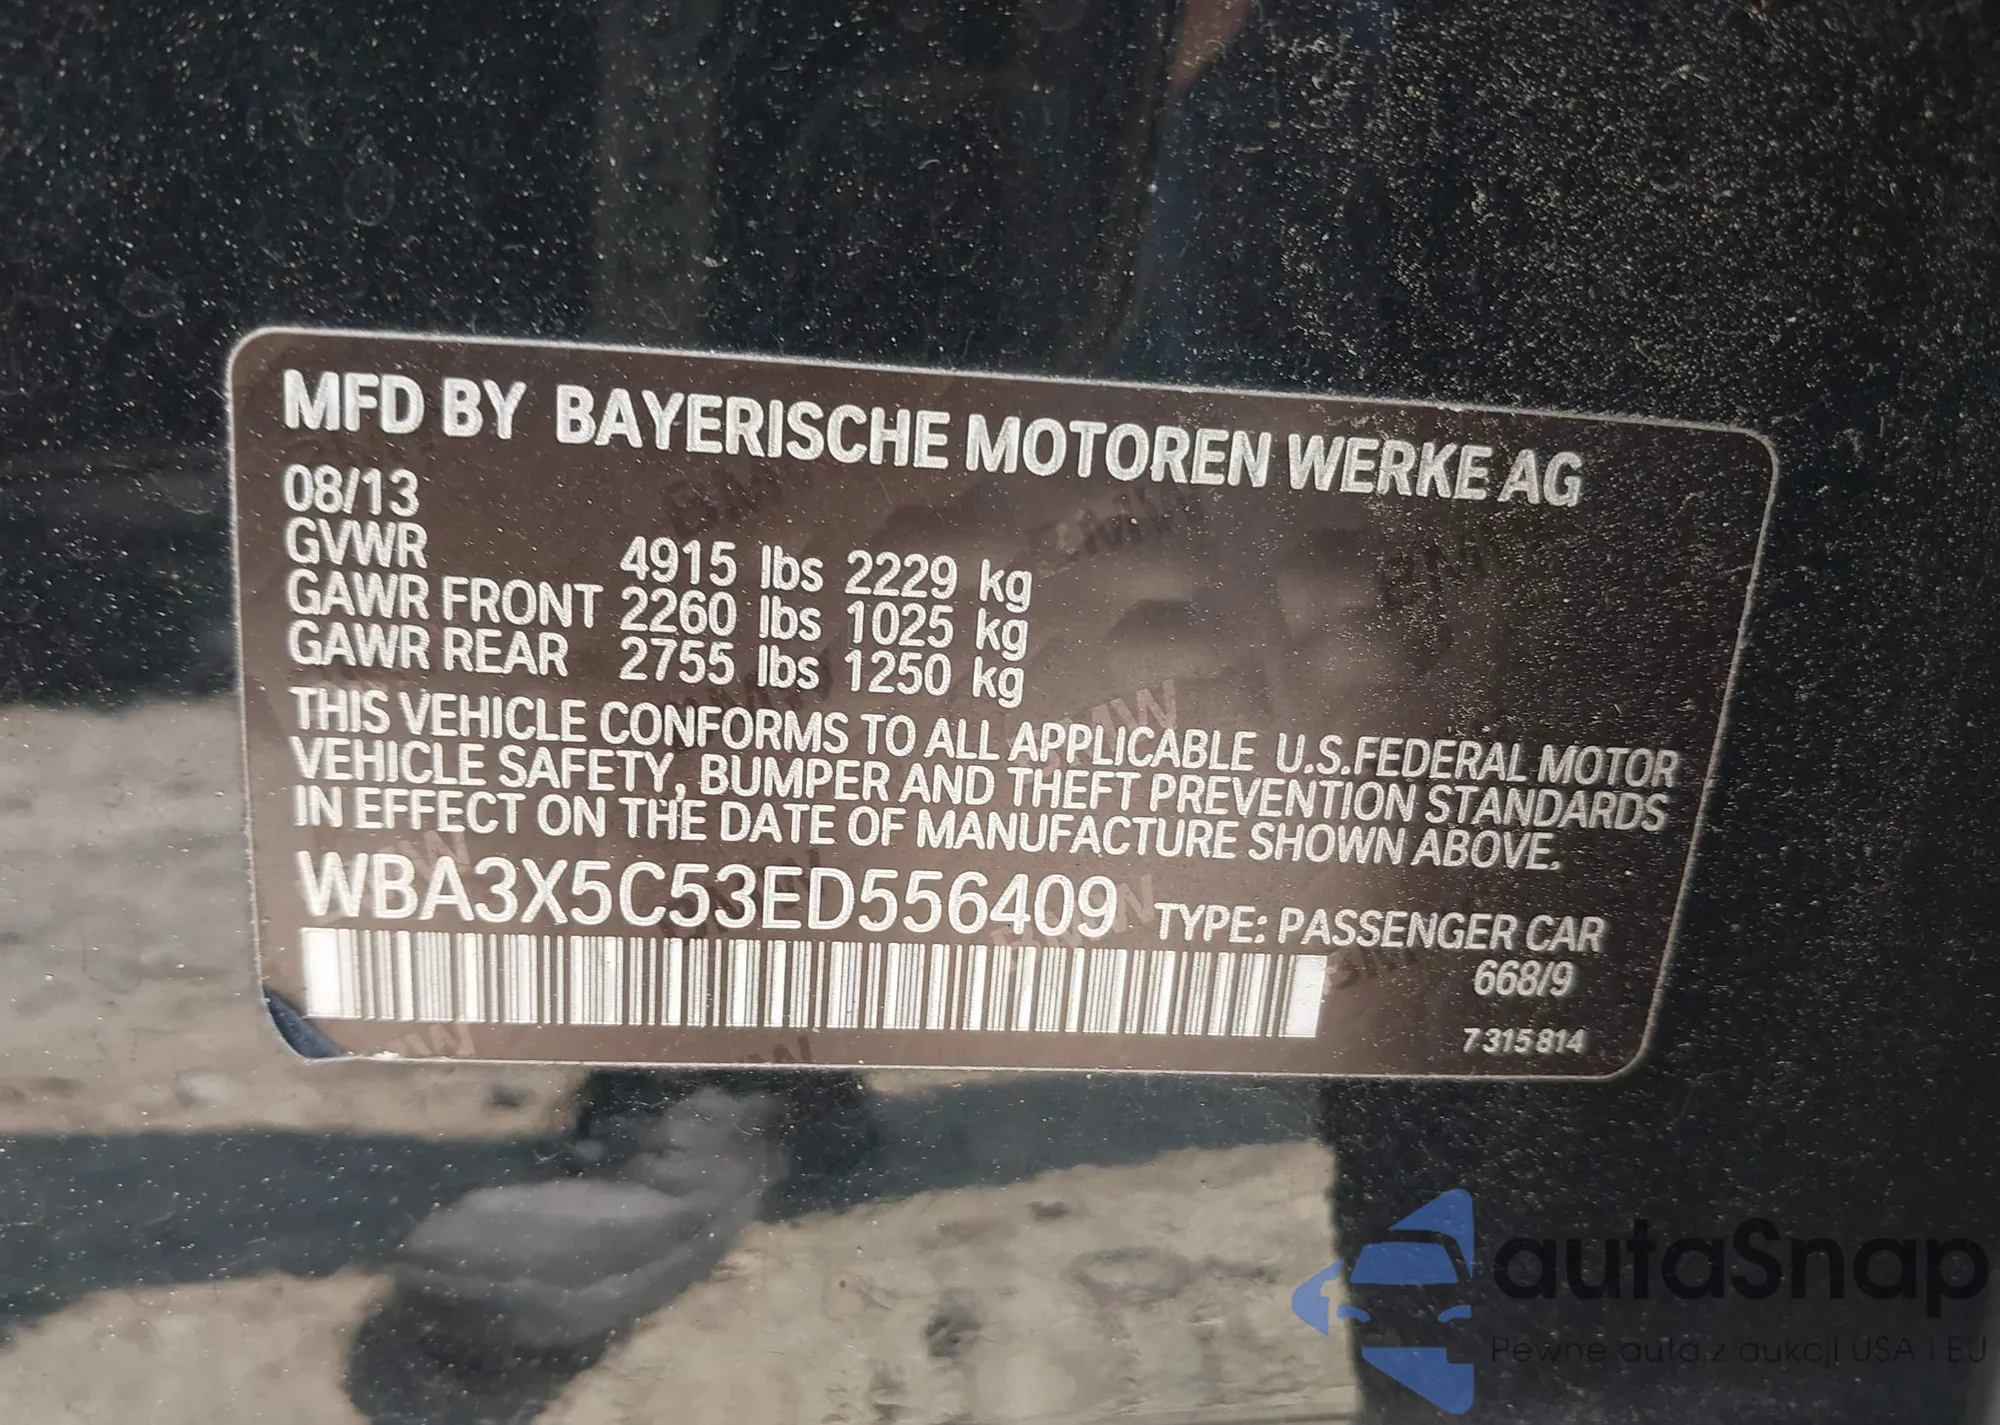 MFD BY BAYERISCHE MOTOREN WERKE AG
08/13
GVWR 4915 lbs 2229 kg
GAWR FRONT 2260 lbs 1025 kg
GAWR REAR 2755 lbs 1250 kg
THIS VEHICLE CONFORMS TO ALL APPLICABLE U.S.FEDERAL MOTOR
VEHICLE SAFETY, BUMPER AND THEFT PREVENTION STANDARDS
IN EFFECT ON THE DATE OF MANUFACTURE SHOWN ABOVE.
WBA3X5C53ED556409 TYPE: PASSENGER CAR
668/9
7 315 814
autaSnap
Pewne auta z aukcji USA i EU